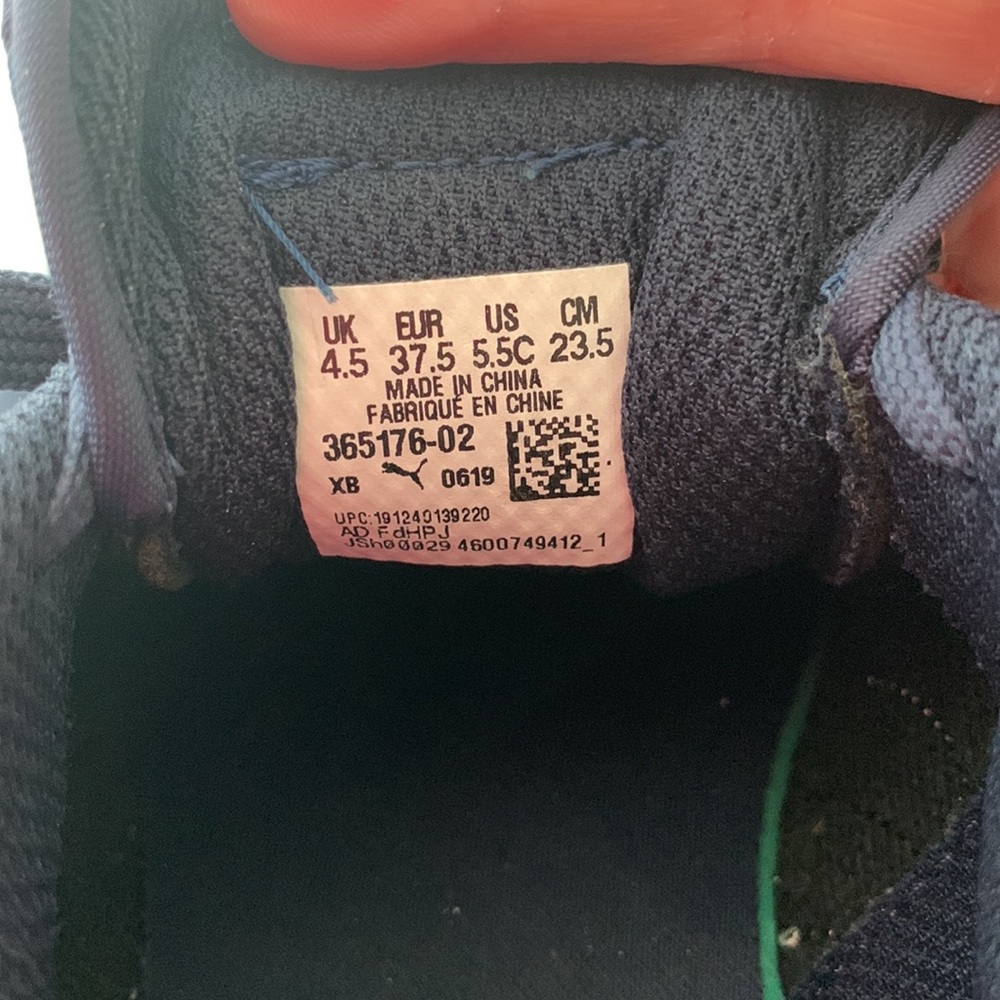 UK EUR US CM
4.5 37.5 5.5C 23.5
MADE IN CHINA
FABRIQUÉ EN CHINE
365176-02
XB 0619
UPC:191240139220
AD FdHPJ
JSh00029 4600749412_1